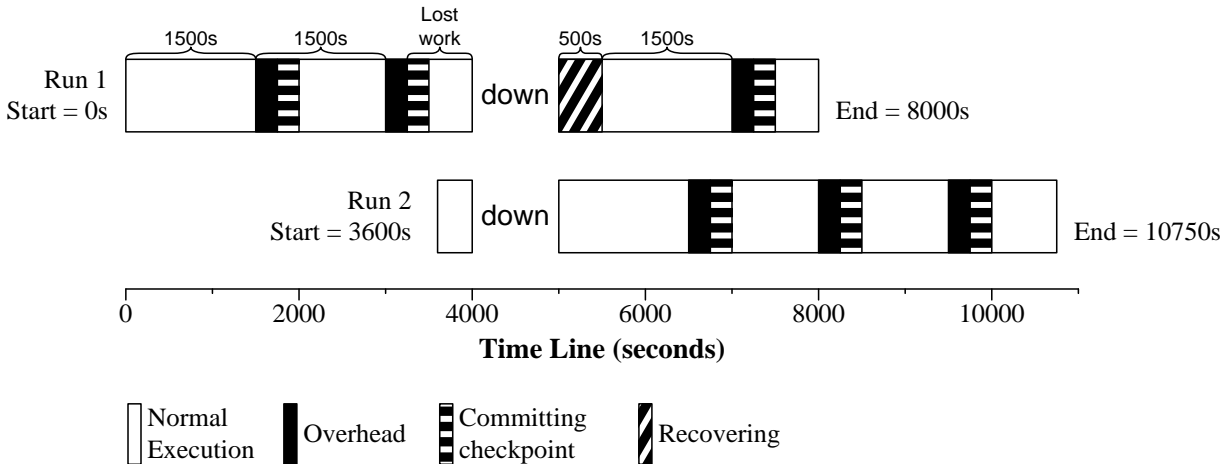 Lost
work
1500s
1500s
500s
1500s
Run 1
Start = 0s
down
End = 8000s
Run 2
Start = 3600s
down
End = 10750s
0
2000
4000
6000
8000
10000
Time Line (seconds)
Normal
Execution
Overhead
Committing
checkpoint
Recovering